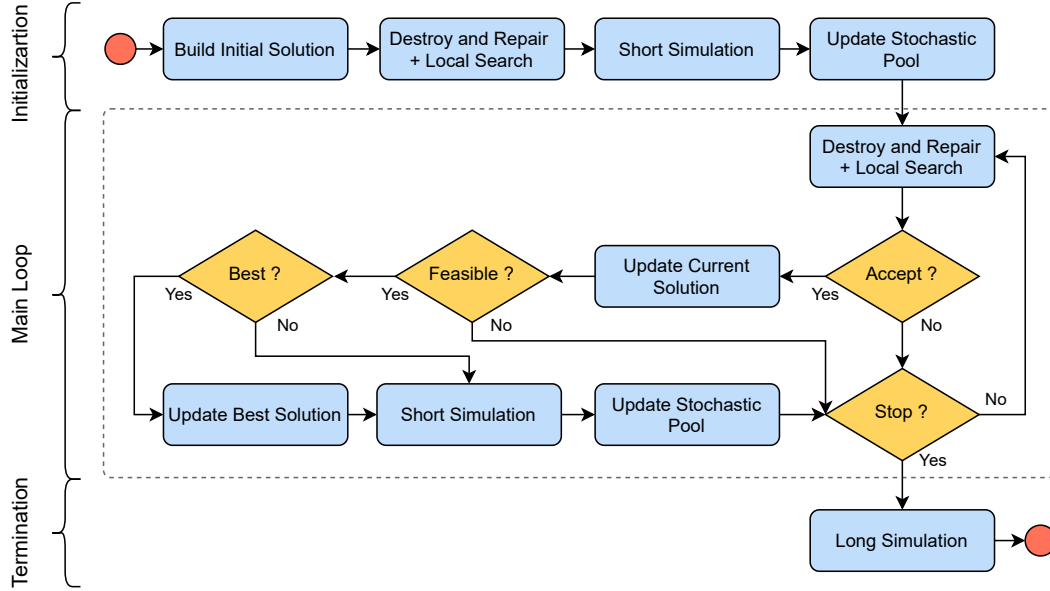 Initializartion
Build Initial Solution
Destroy and Repair
+ Local Search
Short Simulation
Update Stochastic
Pool
Main Loop
Destroy and Repair
+ Local Search
Best ?
Feasible ?
Update Current
Solution
Accept ?
Yes
Yes
Yes
No
No
No
Update Best Solution
Short Simulation
Update Stochastic
Pool
Stop ?
No
Yes
Termination
Long Simulation